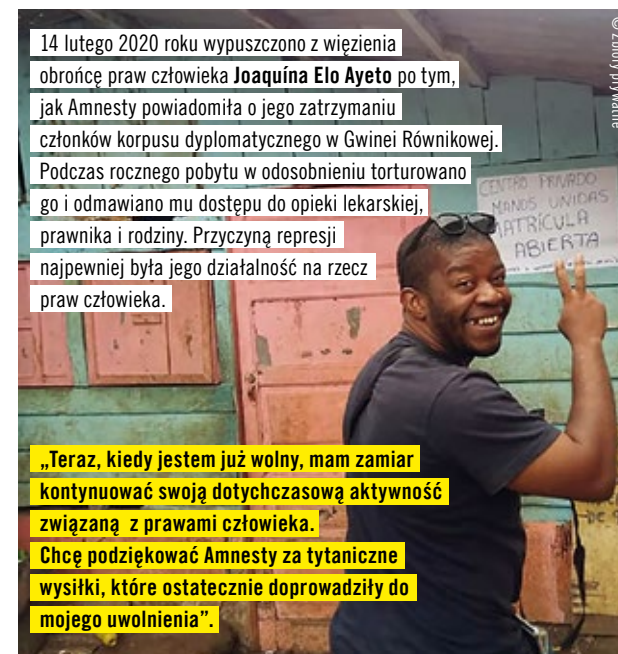 14 lutego 2020 roku wypuszczono z więzienia
obrońcę praw człowieka Joaquína Elo Ayeto po tym,
jak Amnesty powiadomiła o jego zatrzymaniu
członków korpusu dyplomatycznego w Gwinei Równikowej.
Podczas rocznego pobytu w odosobnieniu torturowano
go i odmawiano mu dostępu do opieki lekarskiej,
prawnika i rodziny. Przyczyną represji
najpewniej była jego działalność na rzecz
praw człowieka.
© Zbiory prywatne
CENTRO PRIVADO
MANOS UNIDAS
MATRICULA
ABIERTA
„Teraz, kiedy jestem już wolny, mam zamiar
kontynuować swoją dotychczasową aktywność
związaną z prawami człowieka.
Chcę podziękować Amnesty za tytaniczne
wysiłki, które ostatecznie doprowadziły do
mojego uwolnienia”.